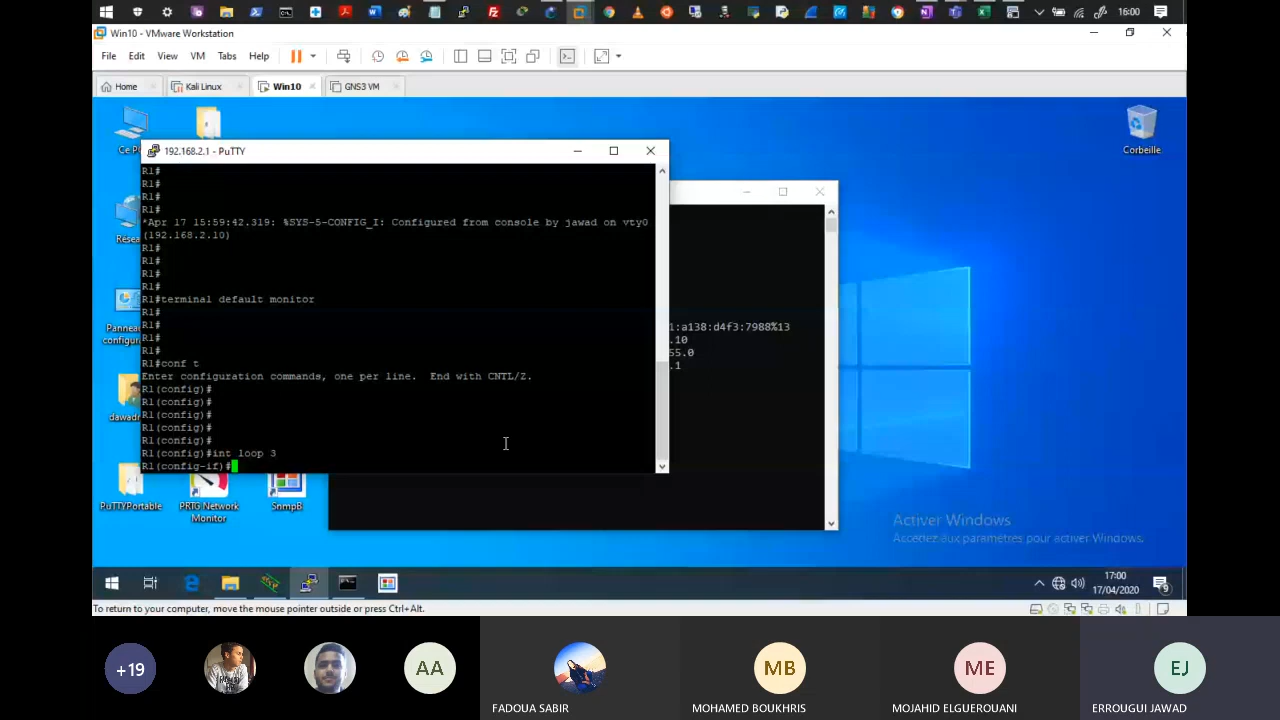 16:00
Win10 - VMware Workstation
File Edit View VM Tabs Help
Home Kali Linux Win10 GNS3 VM
Corbeille
192.168.2.1 - PuTTY
R1#
R1#
R1#
R1#
*Apr 17 15:59:42.319: %SYS-5-CONFIG_I: Configured from console by jawad on vty0
(192.168.2.10)
R1#
R1#
R1#
R1#
R1#terminal default monitor
R1#
R1#
R1#
R1#
R1#conf t
Enter configuration commands, one per line. End with CNTL/Z.
R1(config)#
R1(config)#
R1(config)#
R1(config)#
R1(config)#
R1(config)#int loop 3
R1(config-if)#
1:a138:d4f3:7988%13
.10
55.0
.1
Ce PC
Resea
Pannea
configur
dawad
PuTTYPortable
PRTG Network
Monitor
SnmpB
Activer Windows
Accédez aux paramètres pour activer Windows.
17:00
17/04/2020
9
To return to your computer, move the mouse pointer outside or press Ctrl+Alt.
+19
AA
MB
ME
EJ
FADOUA SABIR
MOHAMED BOUKHRIS
MOJAHID ELGUEROUANI
ERROUGUI JAWAD